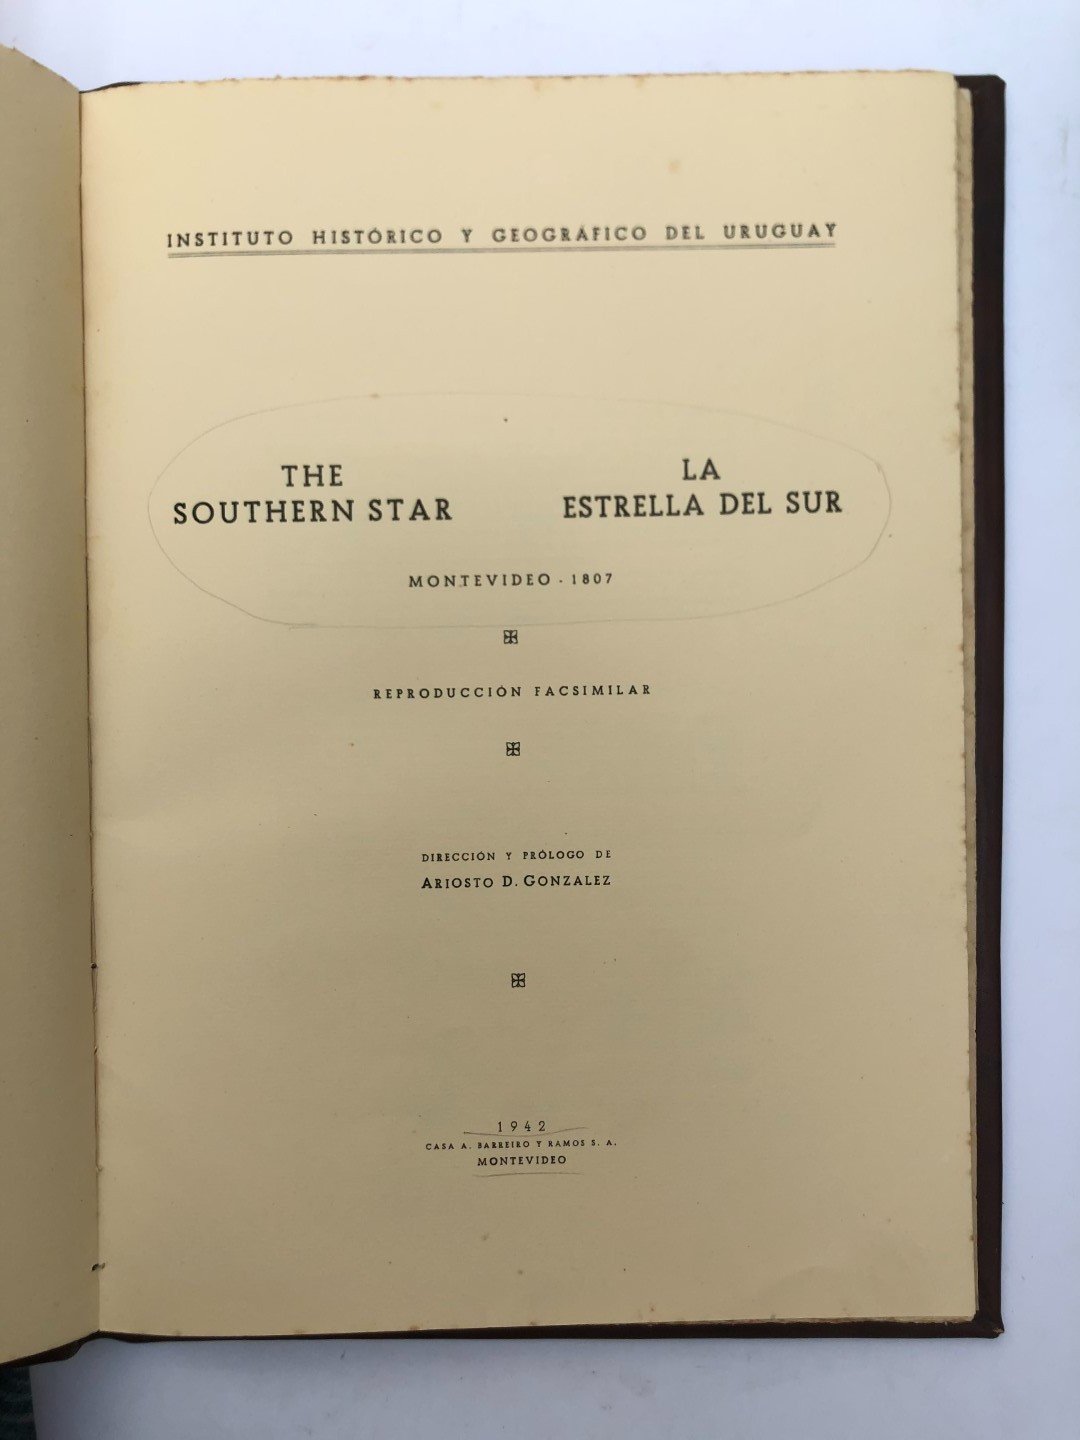 INSTITUTO HISTÓRICO Y GEOGRÁFICO DEL URUGUAY
THE
SOUTHERN STAR
LA
ESTRELLA DEL SUR
MONTEVIDEO - 1807
REPRODUCCIÓN FACSIMILAR
DIRECCIÓN Y PRÓLOGO DE
ARIOSTO D. GONZALEZ
1942
CASA A. BARREIRO Y RAMOS S. A.
MONTEVIDEO